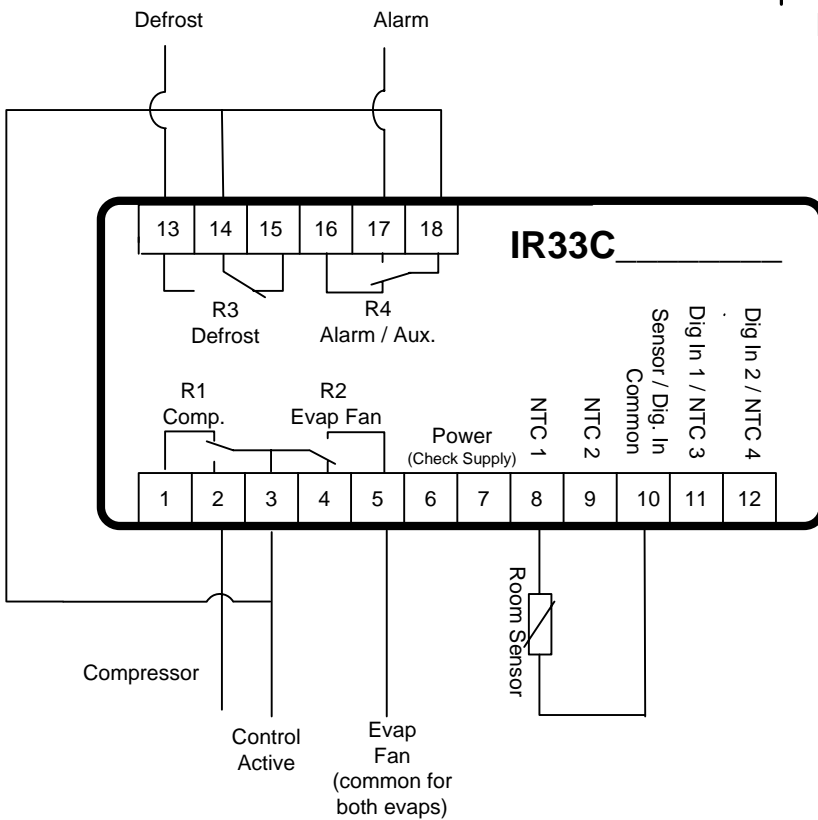 Defrost
Alarm
13 14 15 16 17 18
IR33C__________
R3
Defrost
R4
Alarm / Aux.
R1
Comp.
R2
Evap Fan
Power
(Check Supply)
NTC 1
NTC 2
Sensor / Dig. In
Common
Dig In 1 / NTC 3
Dig In 2 / NTC 4
1 2 3 4 5 6 7 8 9 10 11 12
Room Sensor
Compressor
Control
Active
Evap
Fan
(common for
both evaps)